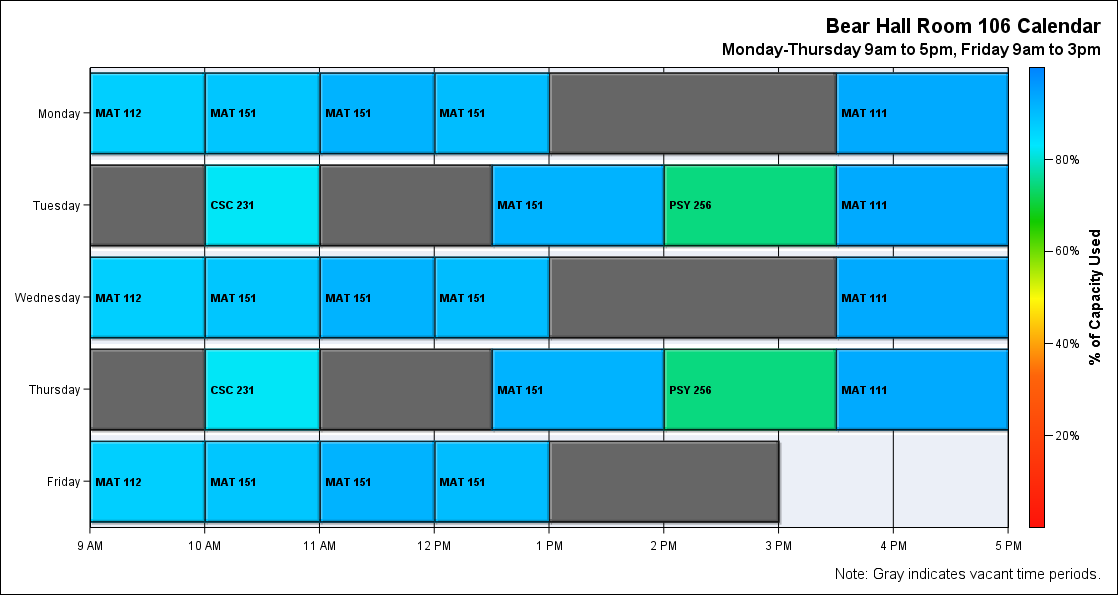 Bear Hall Room 106 Calendar
Monday-Thursday 9am to 5pm, Friday 9am to 3pm
Monday
MAT 112
MAT 151
MAT 151
MAT 151
MAT 111
Tuesday
CSC 231
MAT 151
PSY 256
MAT 111
Wednesday
MAT 112
MAT 151
MAT 151
MAT 151
MAT 111
Thursday
CSC 231
MAT 151
PSY 256
MAT 111
Friday
MAT 112
MAT 151
MAT 151
MAT 151
9 AM
10 AM
11 AM
12 PM
1 PM
2 PM
3 PM
4 PM
5 PM
80%
60%
40%
20%
% of Capacity Used
Note: Gray indicates vacant time periods.